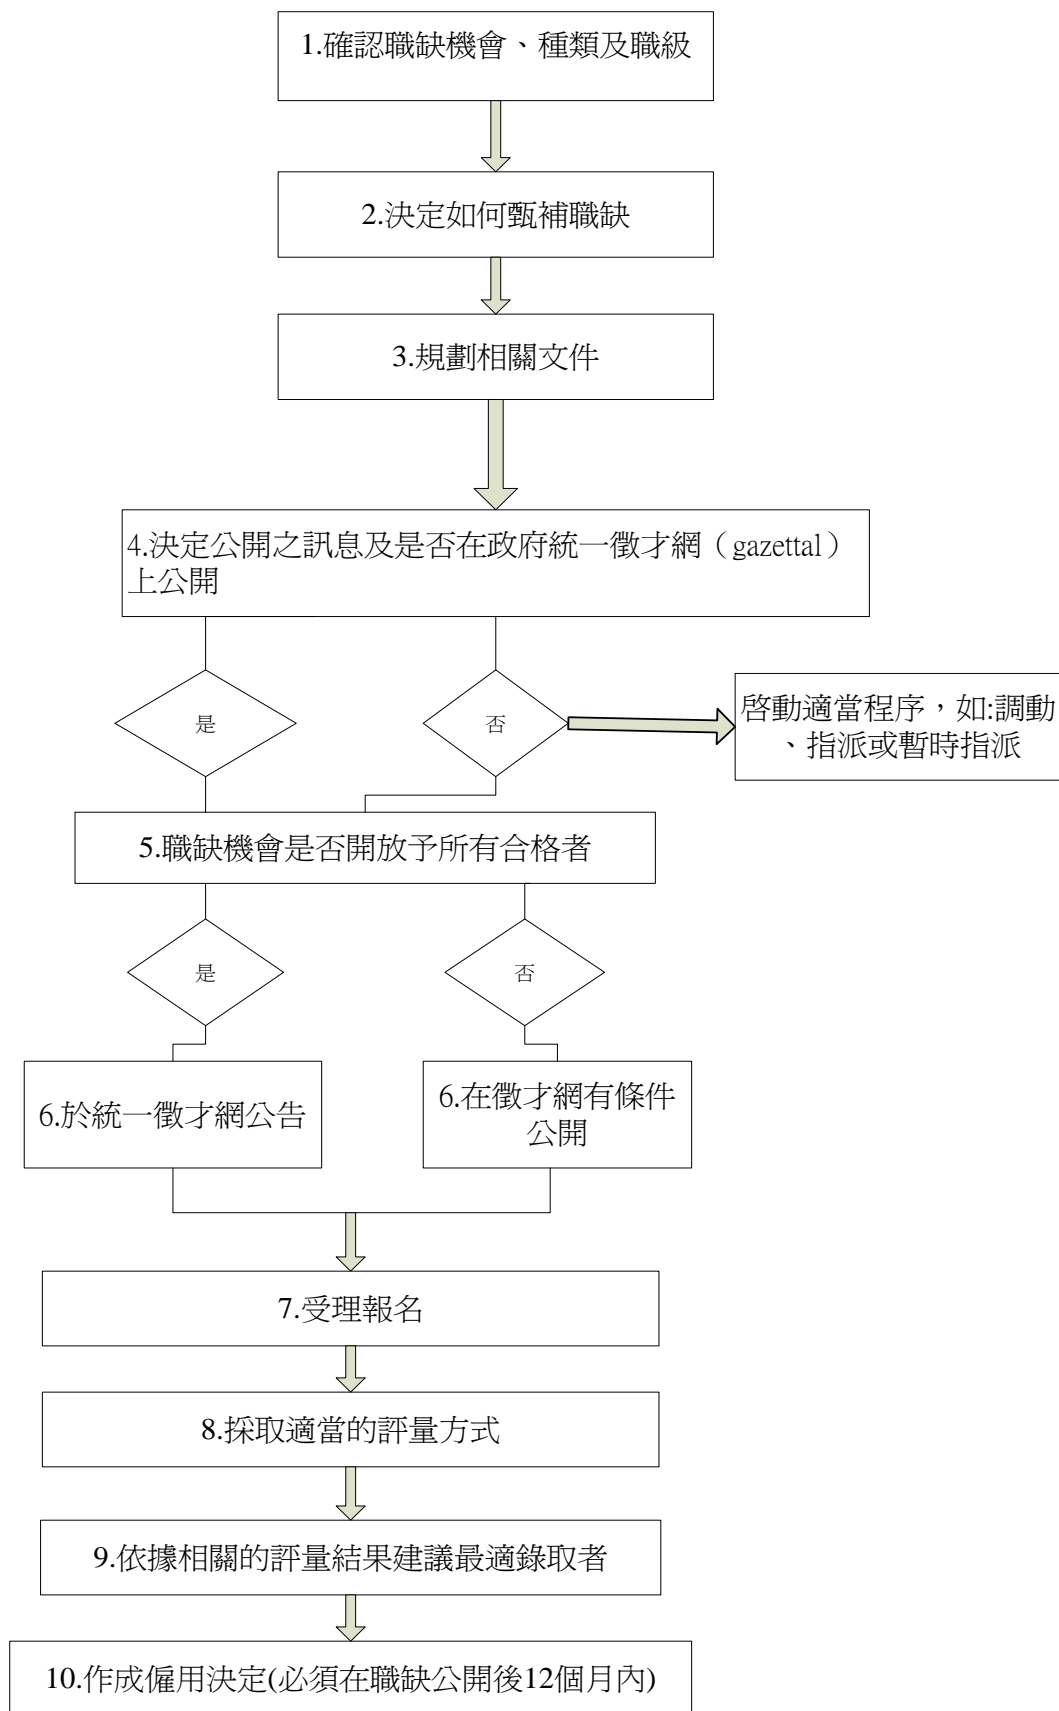 1.確認職缺機會、種類及職級
2.決定如何甄補職缺
3.規劃相關文件
4.決定公開之訊息及是否在政府統一徵才網（gazettal）
上公開
是
否
啓動適當程序，如:調動
、指派或暫時指派
5.職缺機會是否開放予所有合格者
是
否
6.於統一徵才網公告
6.在徵才網有條件
公開
7.受理報名
8.採取適當的評量方式
9.依據相關的評量結果建議最適錄取者
10.作成僱用決定(必須在職缺公開後12個月內)